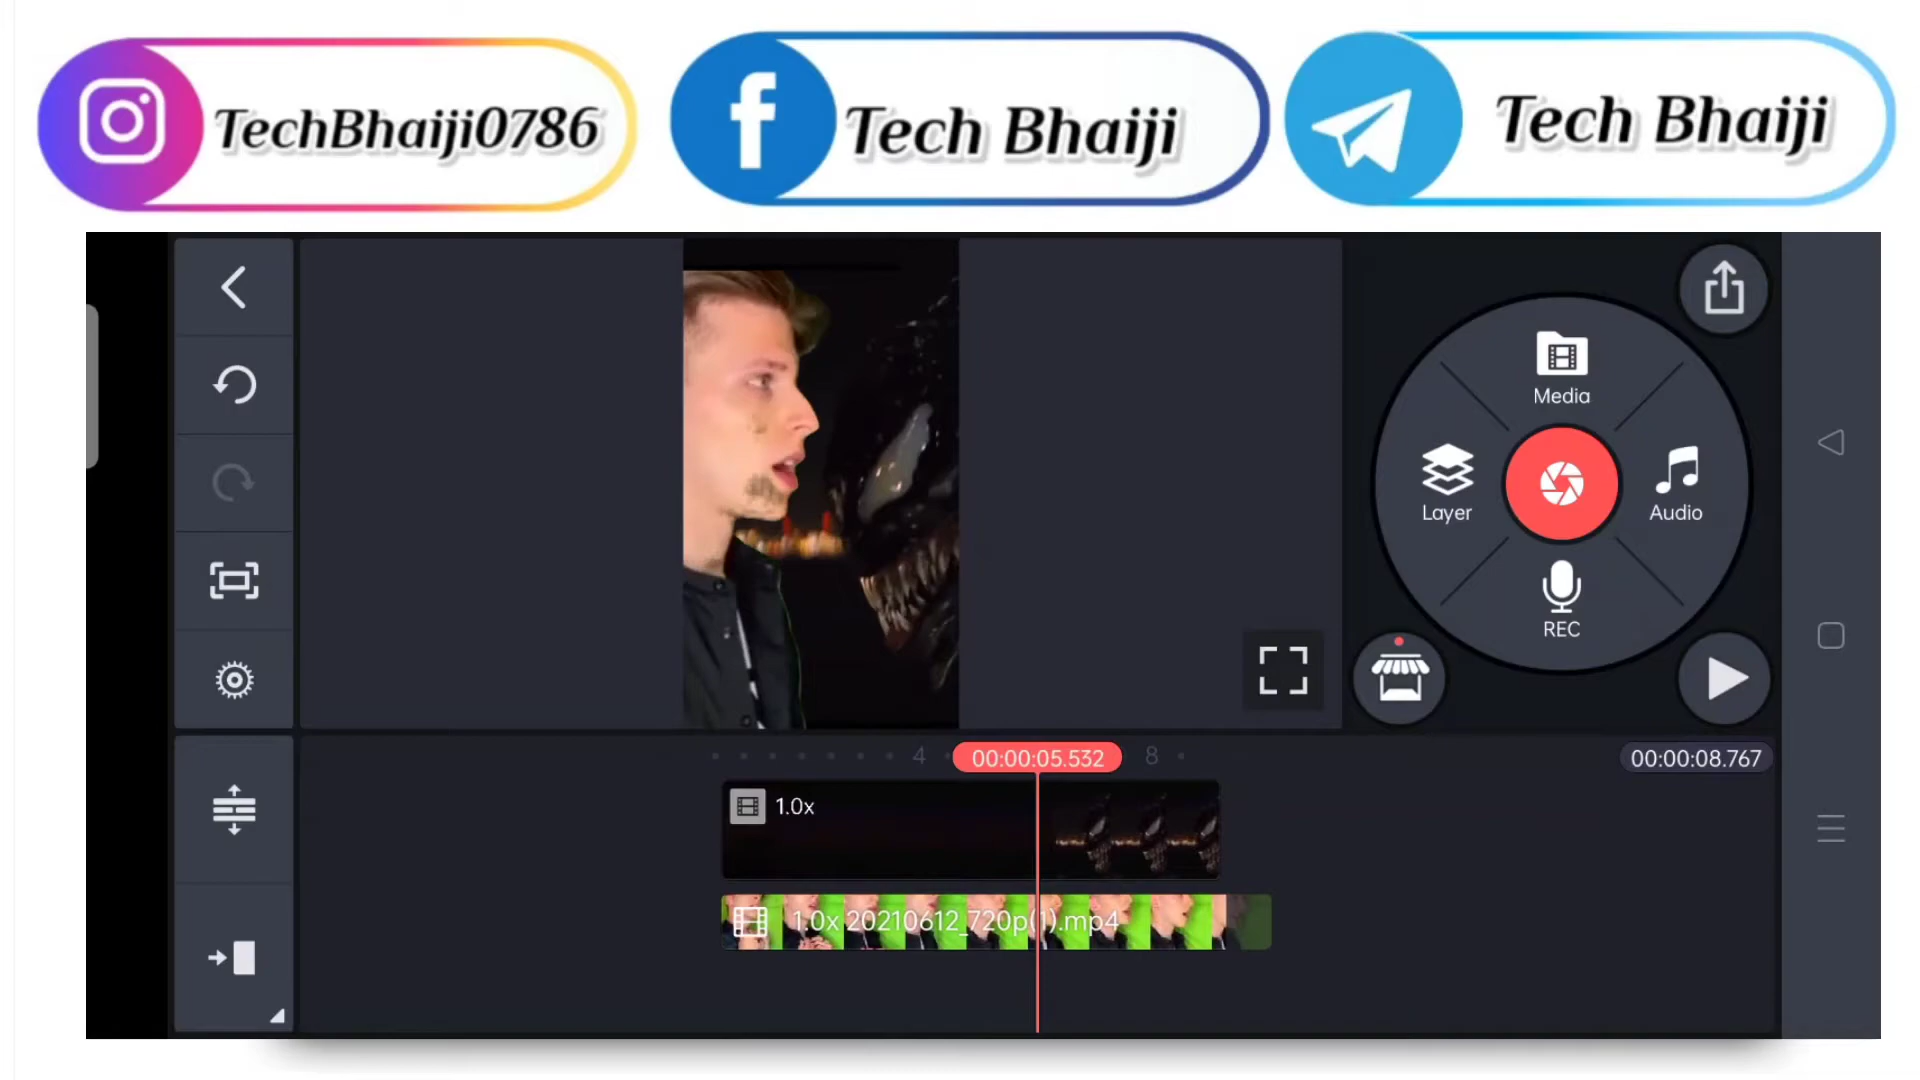 TechBhaiji0786
Tech Bhaiji
Tech Bhaiji
Media
Layer
Audio
REC
4
00:00:05.532
8
00:00:08.767
1.0x
1.0x 20210612_720p(1).mp4